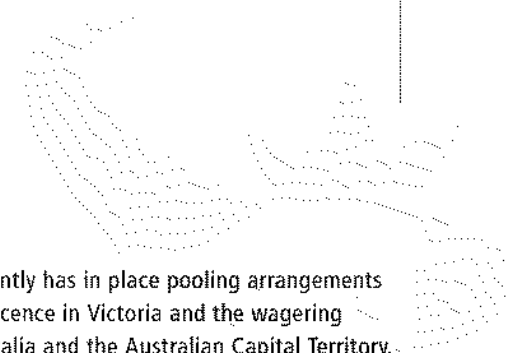 ntly has in place pooling arrangements
cence in Victoria and the wagering
alia and the Australian Capital Territory.